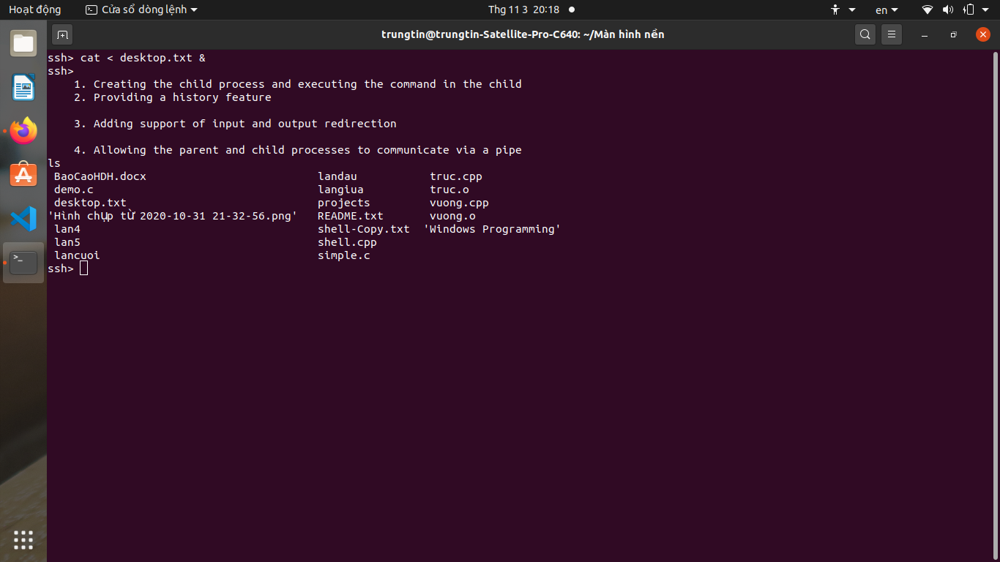 Hoạt động Cửa sổ dòng lệnh Thg 11 3 20:18 en
trungtin@trungtin-Satellite-Pro-C640: ~/Màn hình nền
ssh> cat < desktop.txt &
ssh>
    1. Creating the child process and executing the command in the child
    2. Providing a history feature
    3. Adding support of input and output redirection
    4. Allowing the parent and child processes to communicate via a pipe
ls
 BaoCaoHDH.docx                          landau           truc.cpp
 demo.c                                  langiua          truc.o
 desktop.txt                             projects         vuong.cpp
'Hình chụp từ 2020-10-31 21-32-56.png'   README.txt       vuong.o
 lan4                                    shell-Copy.txt  'Windows Programming'
 lan5                                    shell.cpp
 lancuoi                                 simple.c
ssh>